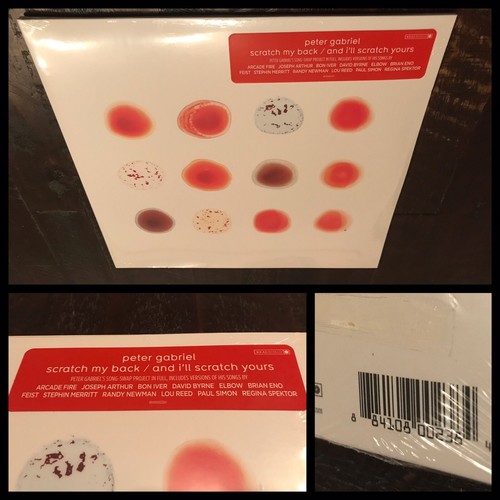 peter gabriel
scratch my back / and i'll scratch yours
PETER GABRIEL'S SONG-SWAP PROJECT IN FULL, INCLUDES VERSIONS OF HIS SONGS BY
ARCADE FIRE JOSEPH ARTHUR BON IVER DAVID BYRNE ELBOW BRIAN ENO
FEIST STEPHIN MERRITT RANDY NEWMAN LOU REED PAUL SIMON REGINA SPEKTOR
peter gabriel
scratch my back / and i'll scratch yours
PETER GABRIEL'S SONG-SWAP PROJECT IN FULL, INCLUDES VERSIONS OF HIS SONGS BY
ARCADE FIRE JOSEPH ARTHUR BON IVER DAVID BYRNE ELBOW BRIAN ENO
FEIST STEPHIN MERRITT RANDY NEWMAN LOU REED PAUL SIMON REGINA SPEKTOR
8 84108 00235